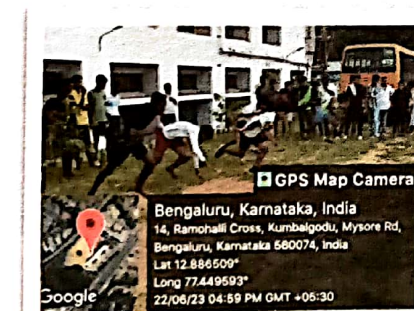 GPS Map Camera
Bengaluru, Karnataka, India
14, Ramohalli Cross, Kumbalgodu, Mysore Rd,
Bengaluru, Karnataka 560074, India
Lat 12.886509°
Long 77.449593°
22/06/23 04:59 PM GMT +05:30
Google